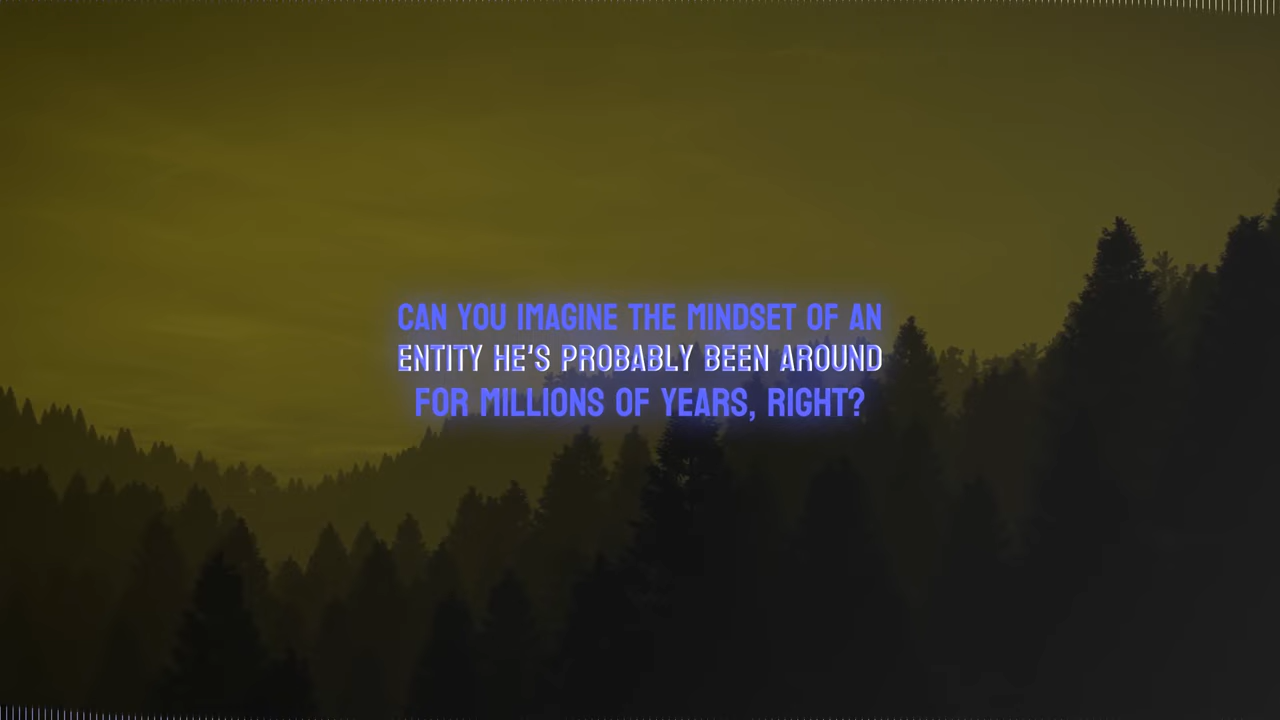 CAN YOU IMAGINE THE MINDSET OF AN
ENTITY HE'S PROBABLY BEEN AROUND
FOR MILLIONS OF YEARS, RIGHT?